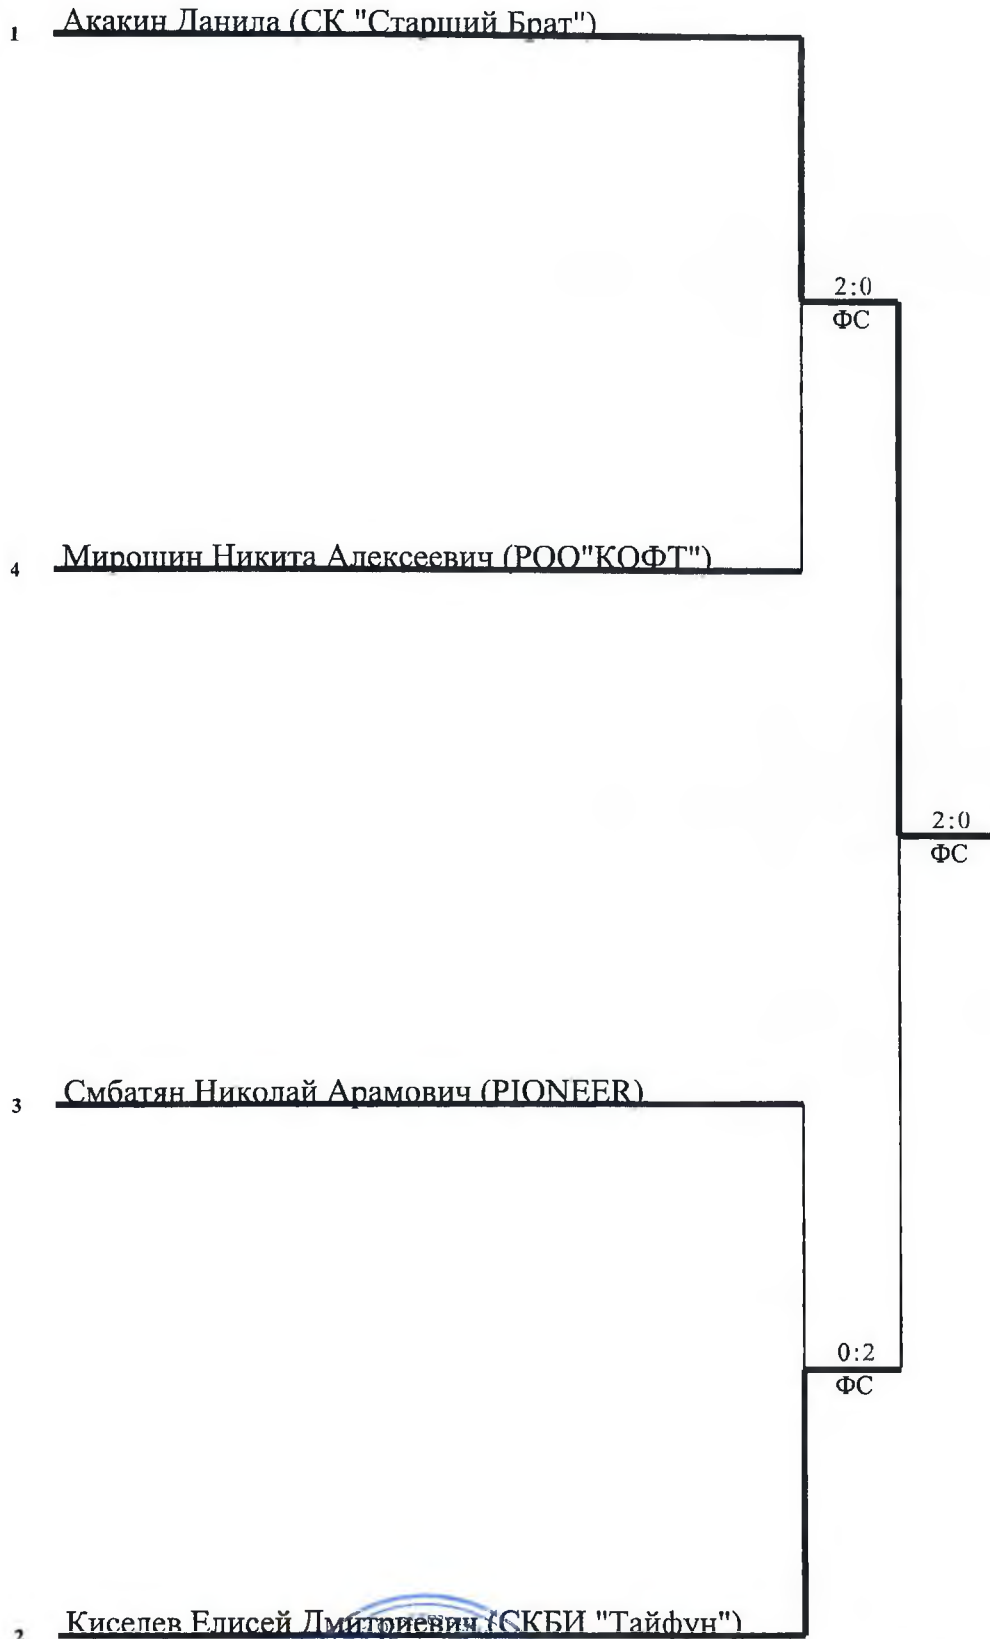 1 Акакин Данила (СК "Старший Брат")
2:0
ФС
4 Мирошин Никита Алексеевич (РОО"КОФТ")
2:0
ФС
3 Смбатян Николай Арамович (PIONEER)
0:2
ФС
2 Киселев Елисей Дмитриевич (СКБИ "Тайфун")